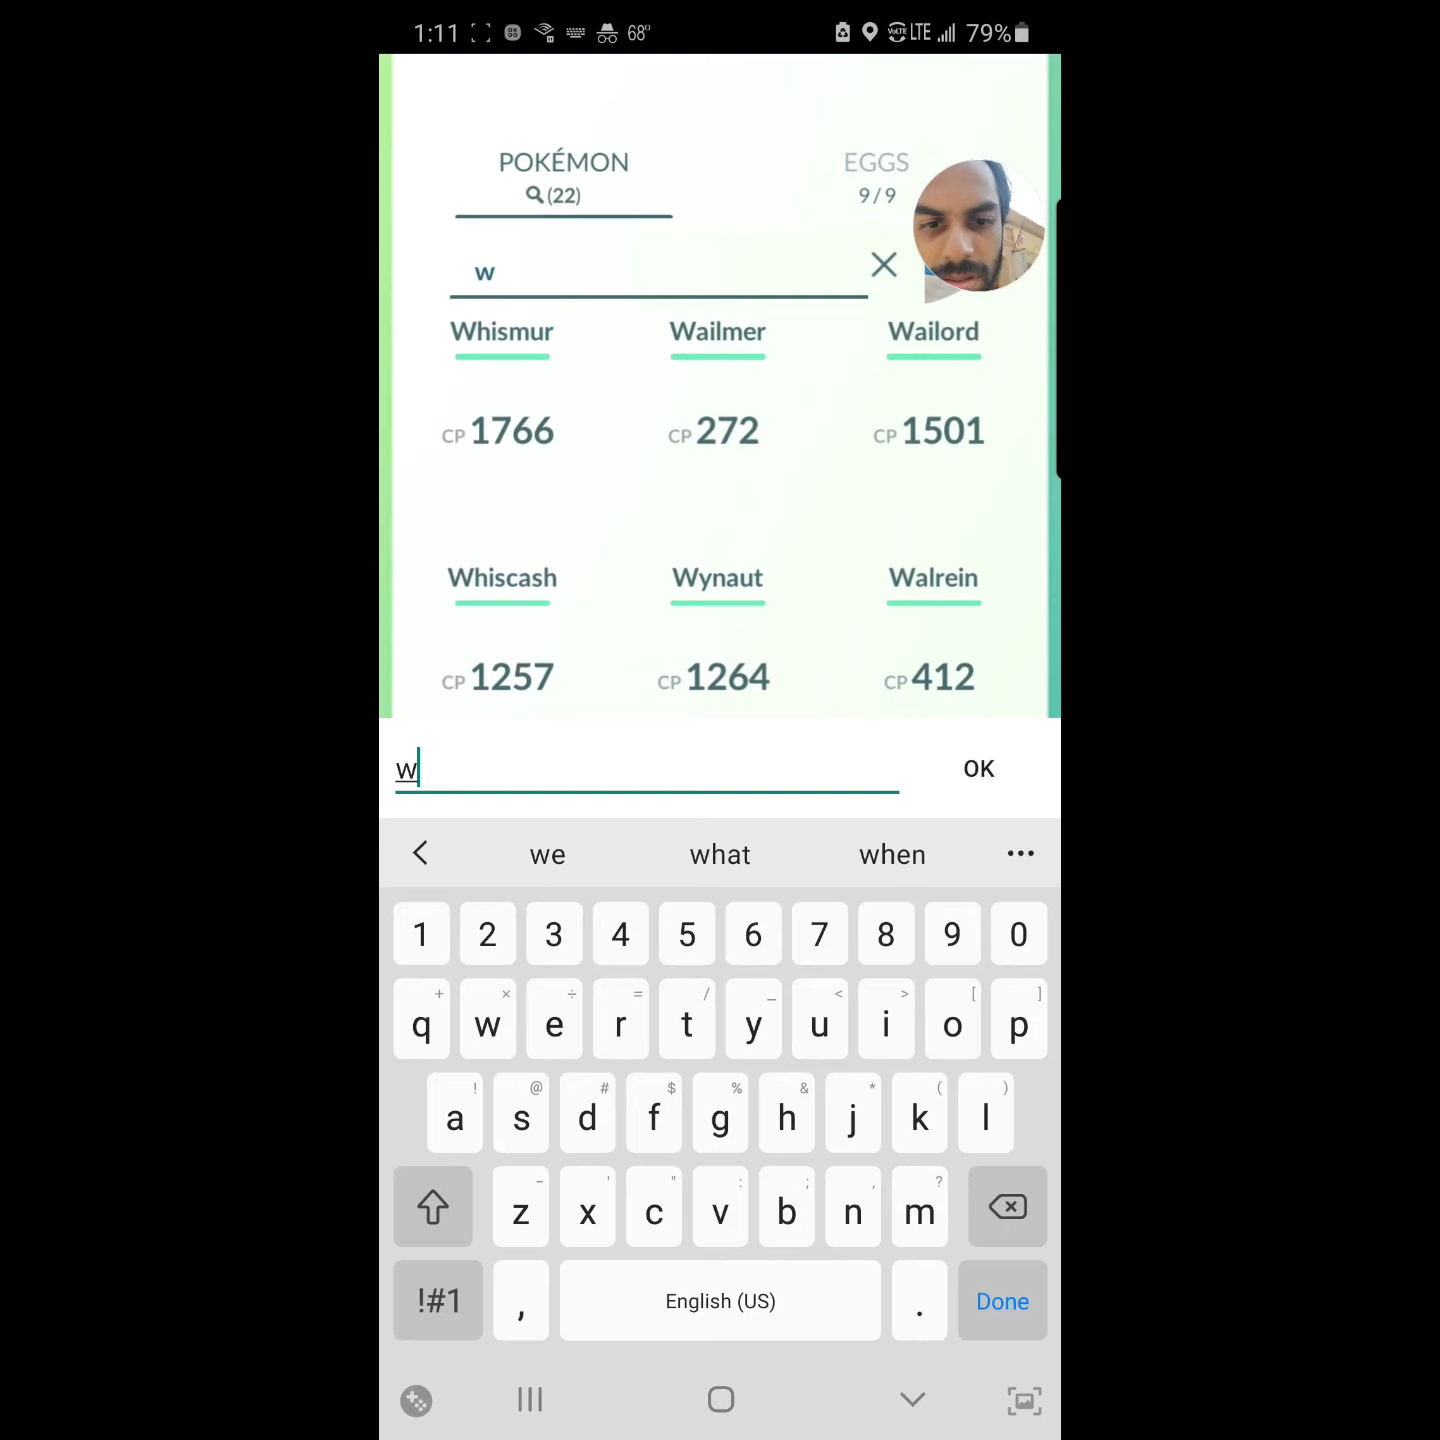 1:11 68° VoLTE LTE 79%
POKÉMON EGGS
(22) 9/9
w
Whismur Wailmer Wailord
CP 1766 CP 272 CP 1501
Whiscash Wynaut Walrein
CP 1257 CP 1264 CP 412
w OK
we what when
1 2 3 4 5 6 7 8 9 0
+ × ÷ = / _ < > [ ]
q w e r t y u i o p
! @ # $ % & * ( )
a s d f g h j k l
- ' " : ; , ?
z x c v b n m
!#1 , English (US) . Done